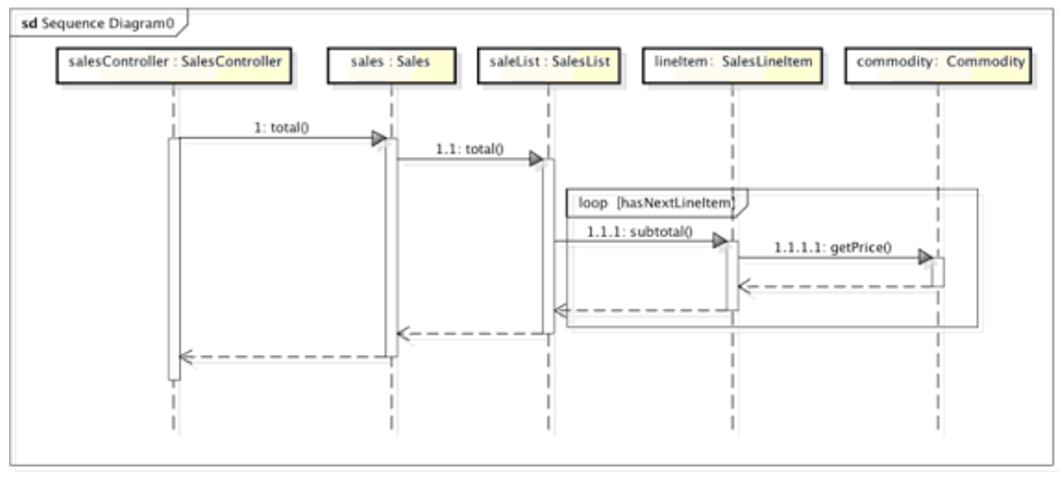 sd Sequence Diagram0
salesController : SalesController
sales : Sales
saleList : SalesList
lineItem: SalesLineItem
commodity: Commodity
1: total()
1.1: total()
loop [hasNextLineItem]
1.1.1: subtotal()
1.1.1.1: getPrice()